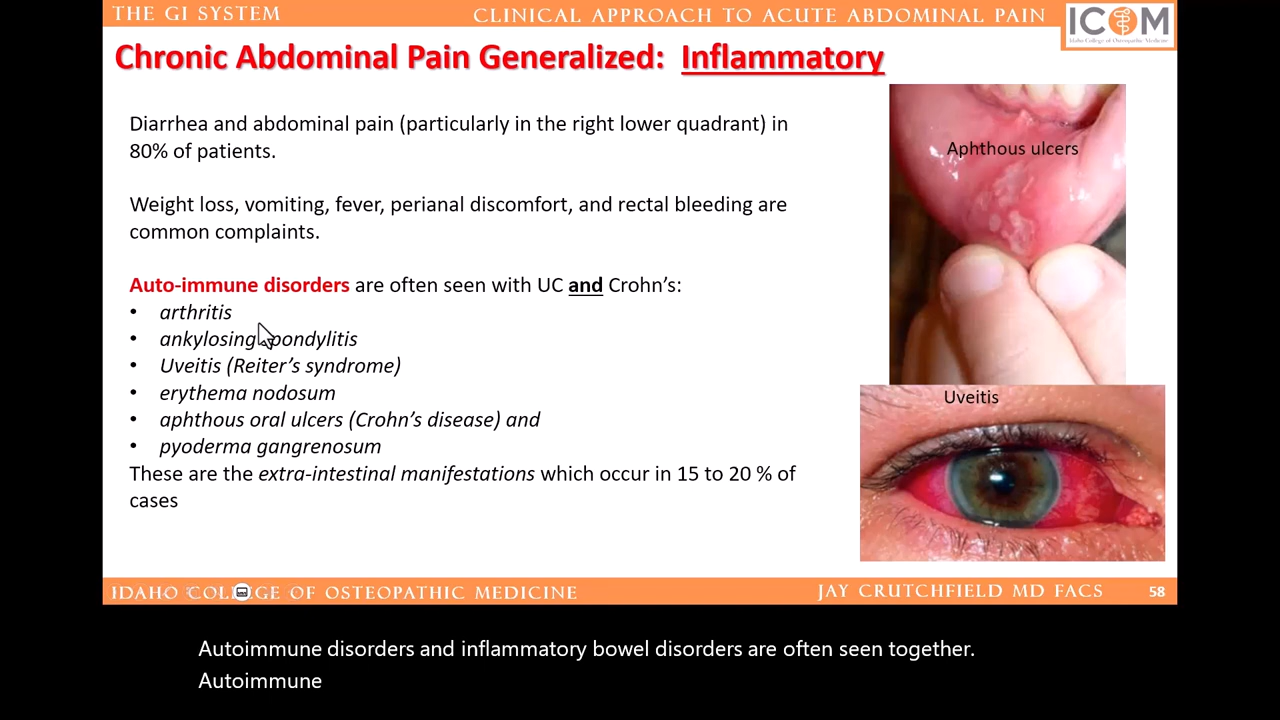 THE GI SYSTEM
CLINICAL APPROACH TO ACUTE ABDOMINAL PAIN
ICOM
Idaho College of Osteopathic Medicine
Chronic Abdominal Pain Generalized: Inflammatory
Diarrhea and abdominal pain (particularly in the right lower quadrant) in
80% of patients.
Weight loss, vomiting, fever, perianal discomfort, and rectal bleeding are
common complaints.
Auto-immune disorders are often seen with UC and Crohn’s:
• arthritis
• ankylosing spondylitis
• Uveitis (Reiter’s syndrome)
• erythema nodosum
• aphthous oral ulcers (Crohn’s disease) and
• pyoderma gangrenosum
These are the extra-intestinal manifestations which occur in 15 to 20 % of
cases
Aphthous ulcers
Uveitis
IDAHO COLLEGE OF OSTEOPATHIC MEDICINE
JAY CRUTCHFIELD MD FACS
58
Autoimmune disorders and inflammatory bowel disorders are often seen together.
Autoimmune